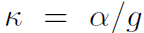 κ = α/g